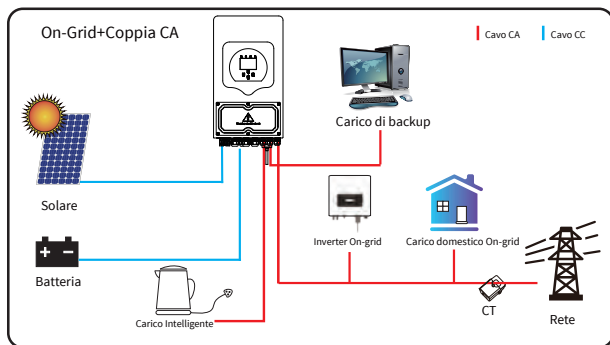 On-Grid+Coppia CA
Cavo CA
Cavo CC
Carico di backup
Solare
Inverter On-grid
Carico domestico On-grid
Batteria
CT
Carico Intelligente
Rete